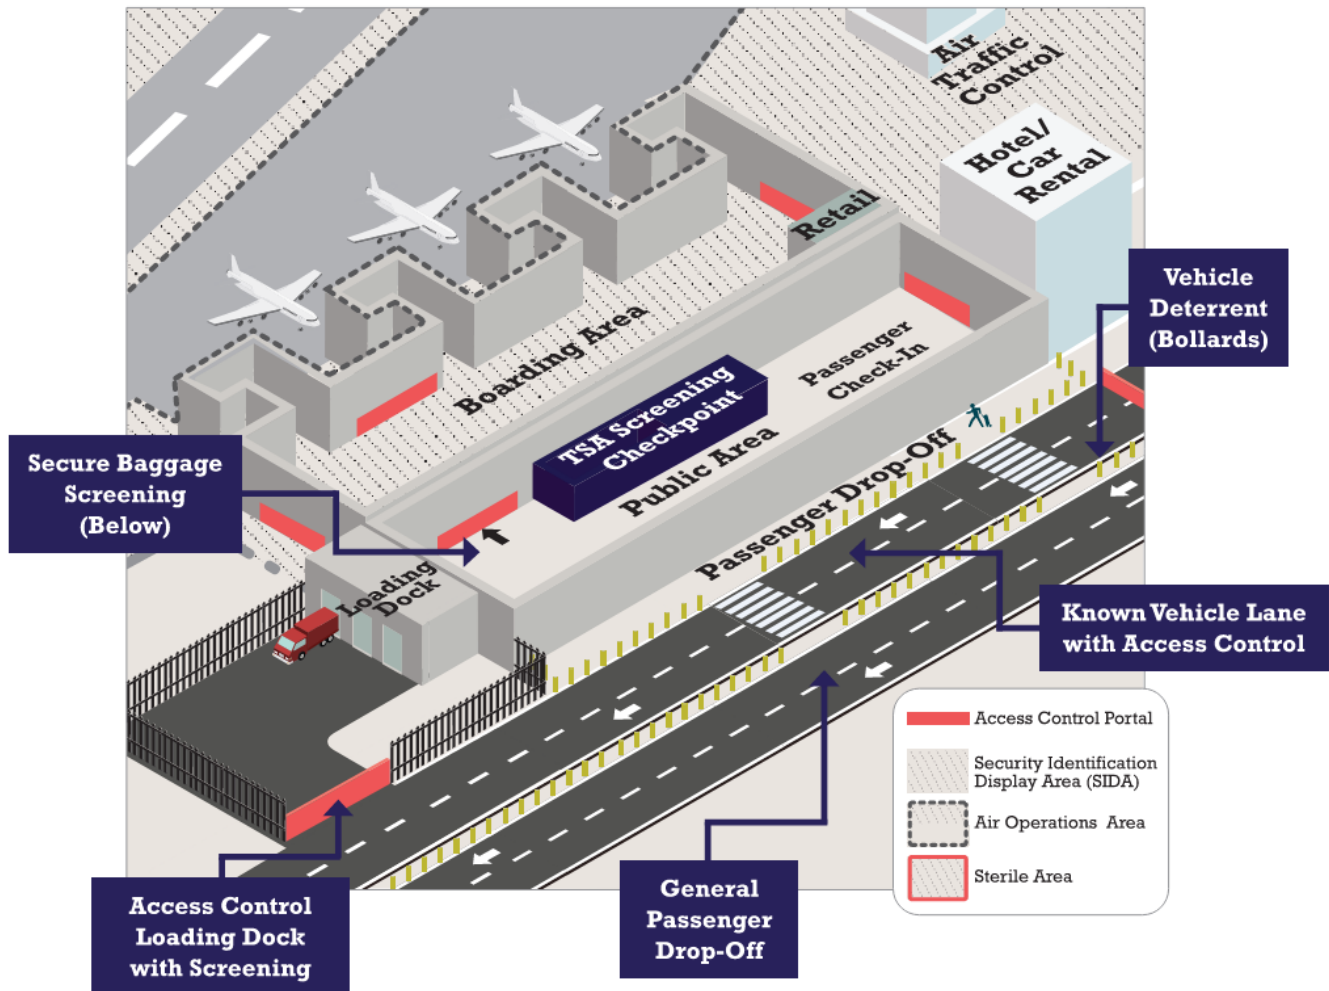 Air
Traffic
Control
Hotel/
Car
Rental
Retail
Vehicle
Deterrent
(Bollards)
Boarding Area
Passenger
Check-In
TSA Screening
Checkpoint
Public Area
Passenger Drop-Off
Secure Baggage
Screening
(Below)
Loading
Dock
Known Vehicle Lane
with Access Control
Access Control Portal
Security Identification
Display Area (SIDA)
Air Operations Area
Sterile Area
General
Passenger
Drop-Off
Access Control
Loading Dock
with Screening